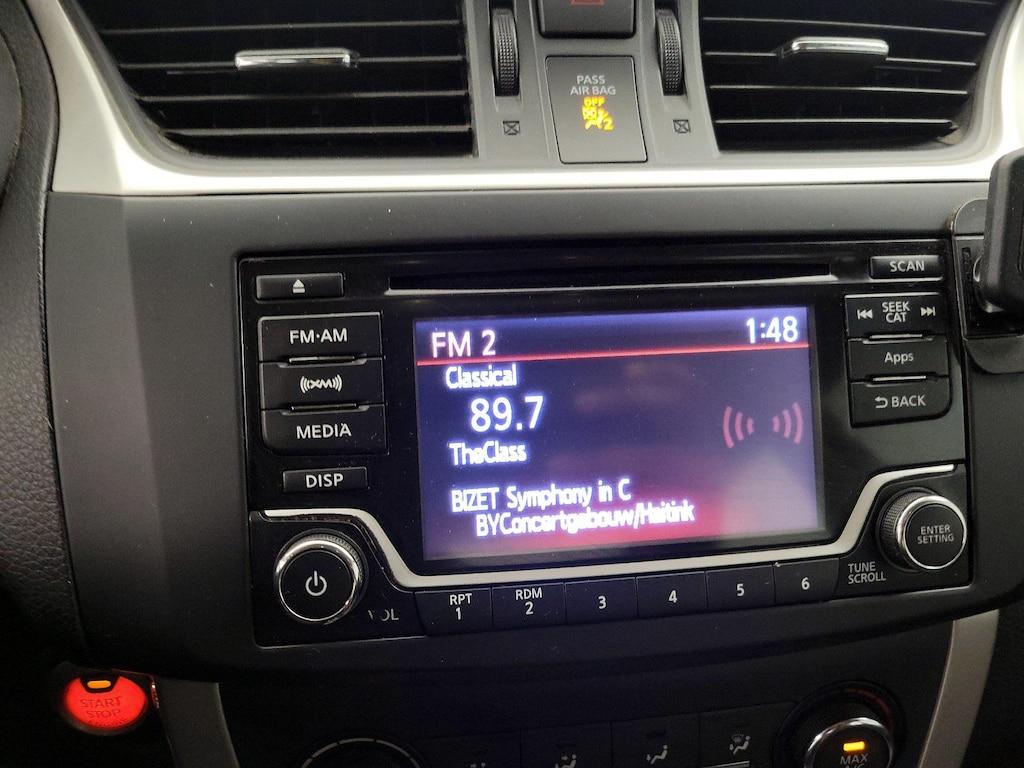 PASS
AIR BAG
OFF
2
SCAN
FM·AM
SEEK
CAT
((XM))
Apps
MEDIA
BACK
DISP
FM 2 1:48
Classical
89.7
TheClass
BIZET Symphony in C
BYConcertgebouw/Haitink
ENTER
SETTING
TUNE
SCROLL
VOL
RPT
1
RDM
2
3
4
5
6
START
STOP
MAX
A/C